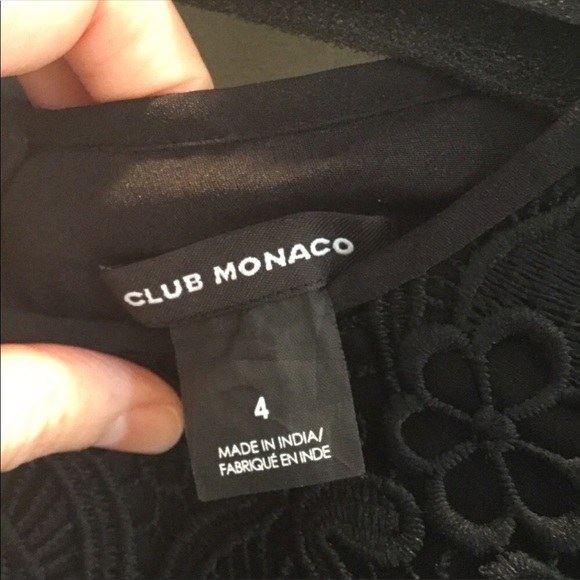 CLUB MONACO
4
MADE IN INDIA/
FABRIQUÉ EN INDE